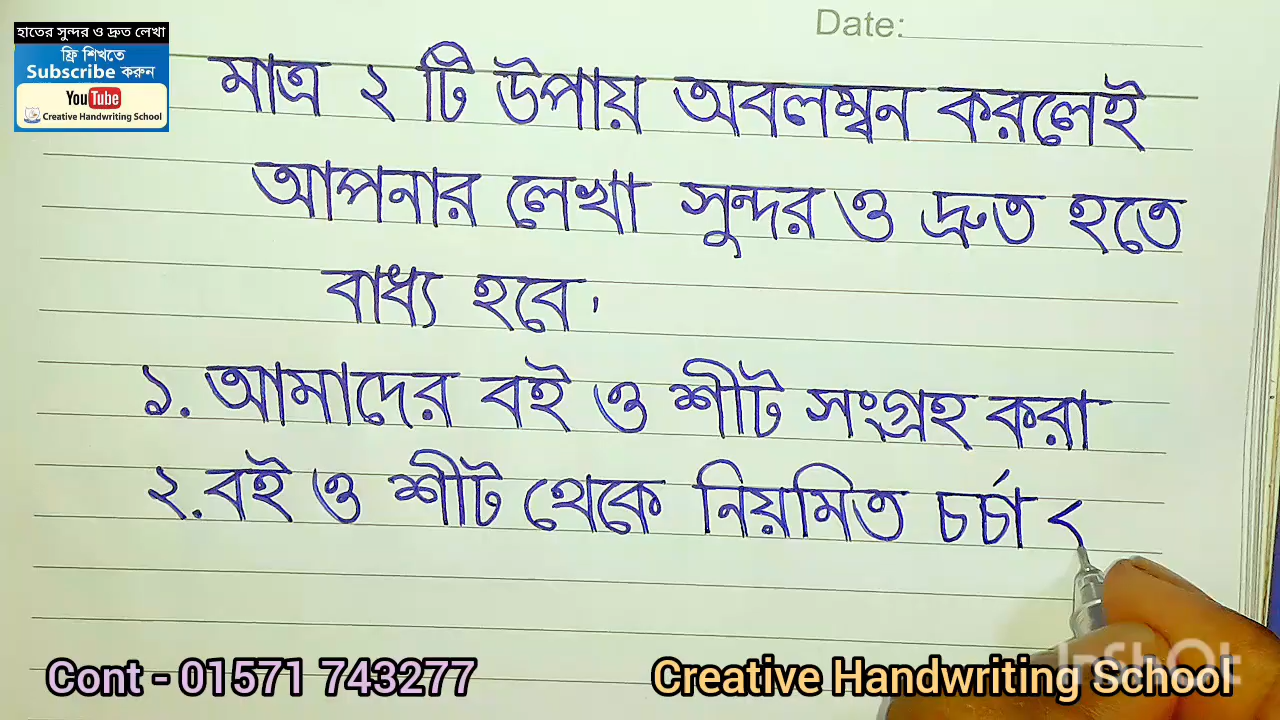 হাতের সুন্দর ও দ্রুত লেখা
ফ্রি শিখতে
Subscribe করুন
YouTube
Creative Handwriting School
Date:
মাত্র ২ টি উপায় অবলম্বন করলেই
আপনার লেখা সুন্দর ও দ্রুত হতে
বাধ্য হবে।
১. আমাদের বই ও শীট সংগ্রহ করা
২. বই ও শীট থেকে নিয়মিত চর্চা
Cont - 01571 743277
Creative Handwriting School
InShOt